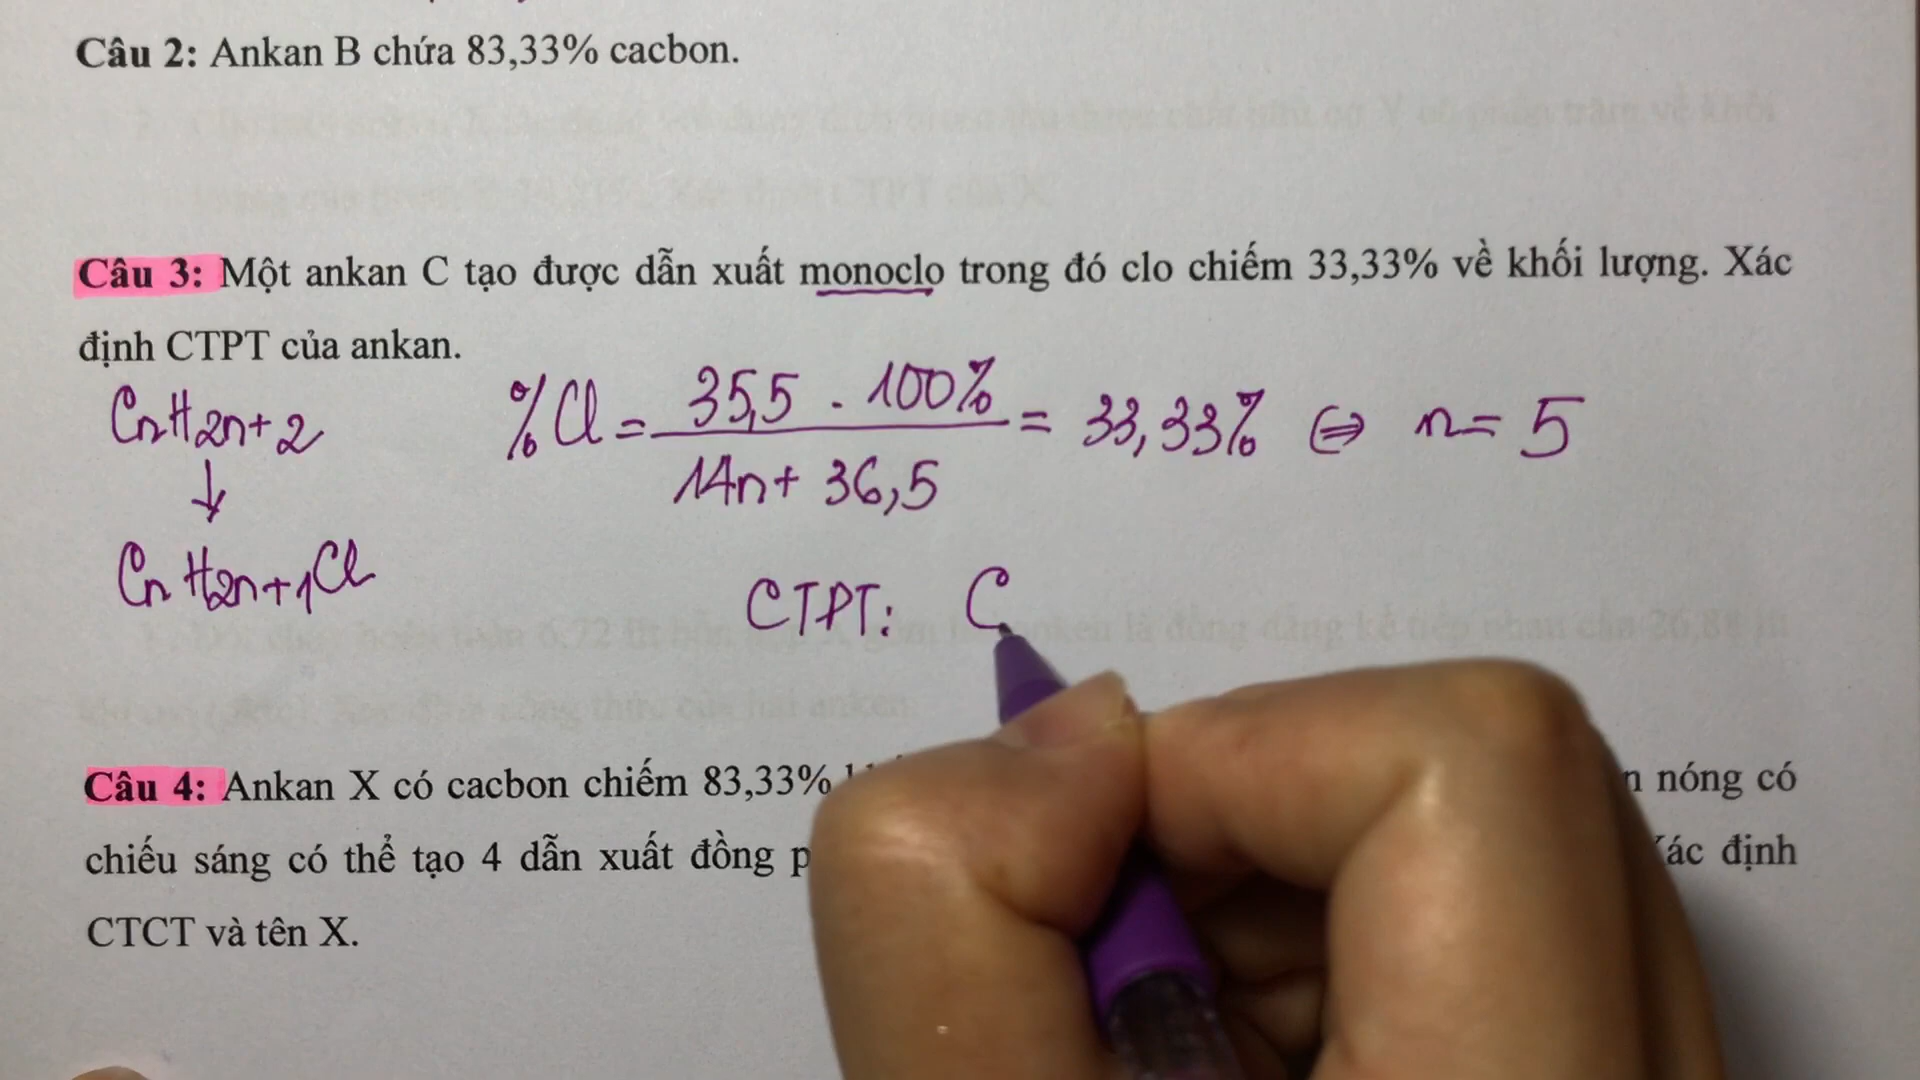 Câu 2: Ankan B chứa 83,33% cacbon.
Câu 3: Một ankan C tạo được dẫn xuất monoclo trong đó clo chiếm 33,33% về khối lượng. Xác
định CTPT của ankan.
CnH2n+2
%Cl = 35,5 . 100% / 14n + 36,5 = 33,33% ⇔ n = 5
↓
CnH2n+1Cl
CTPT: C
Câu 4: Ankan X có cacbon chiếm 83,33% nóng có
chiếu sáng có thể tạo 4 dẫn xuất đồng định
CTCT và tên X.